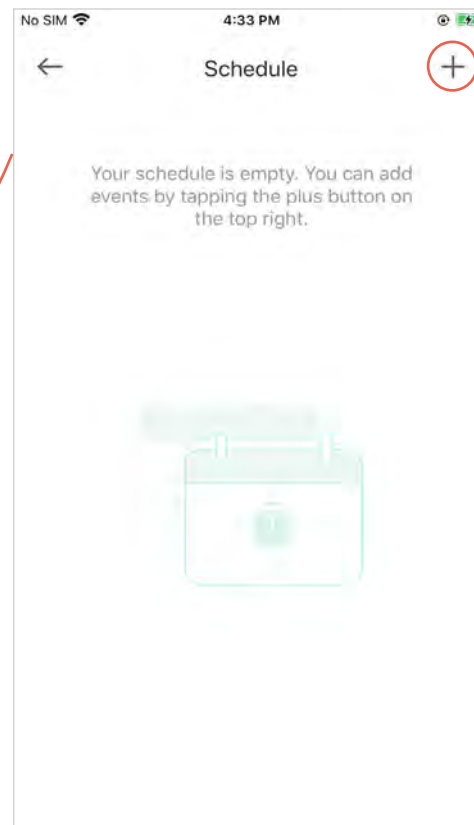 No SIM 4:33 PM
Schedule
Your schedule is empty. You can add
events by tapping the plus button on
the top right.